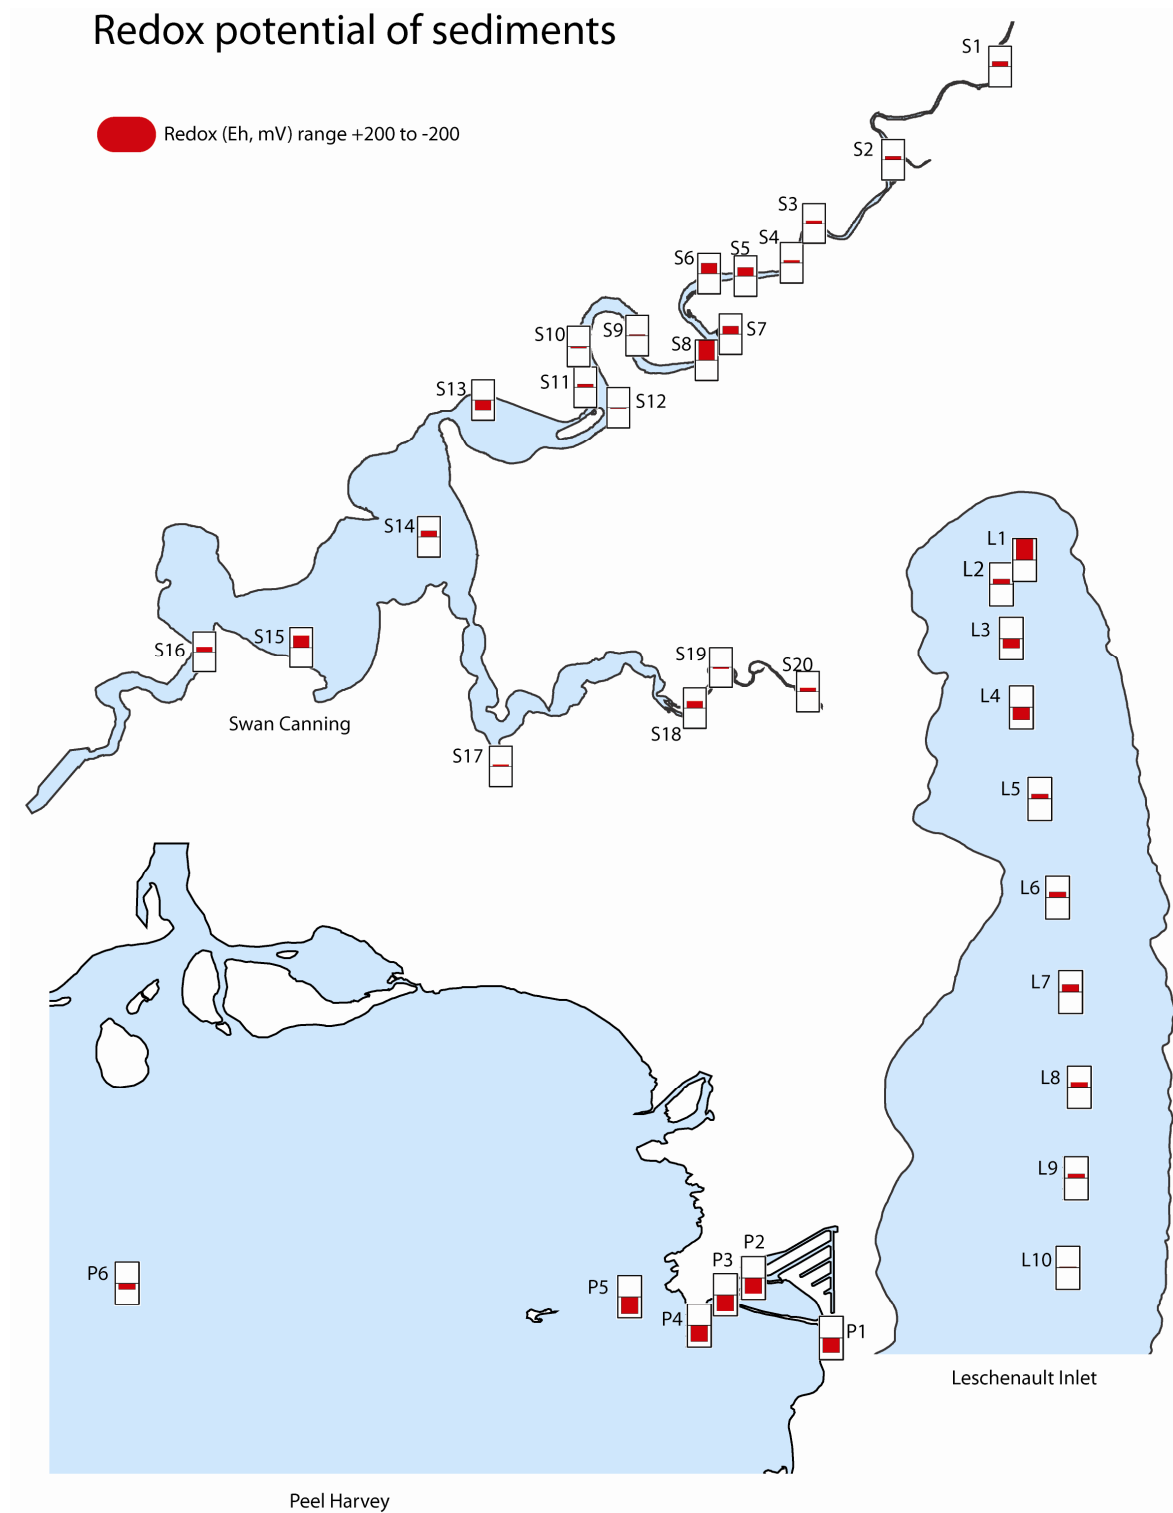 Redox potential of sediments
Redox (Eh, mV) range +200 to -200
S1
S2
S3
S4
S5
S6
S7
S8
S9
S10
S11
S12
S13
S14
S15
S16
S17
S18
S19
S20
Swan Canning
L1
L2
L3
L4
L5
L6
L7
L8
L9
L10
Leschenault Inlet
P2
P3
P6
P5
P4
P1
Peel Harvey